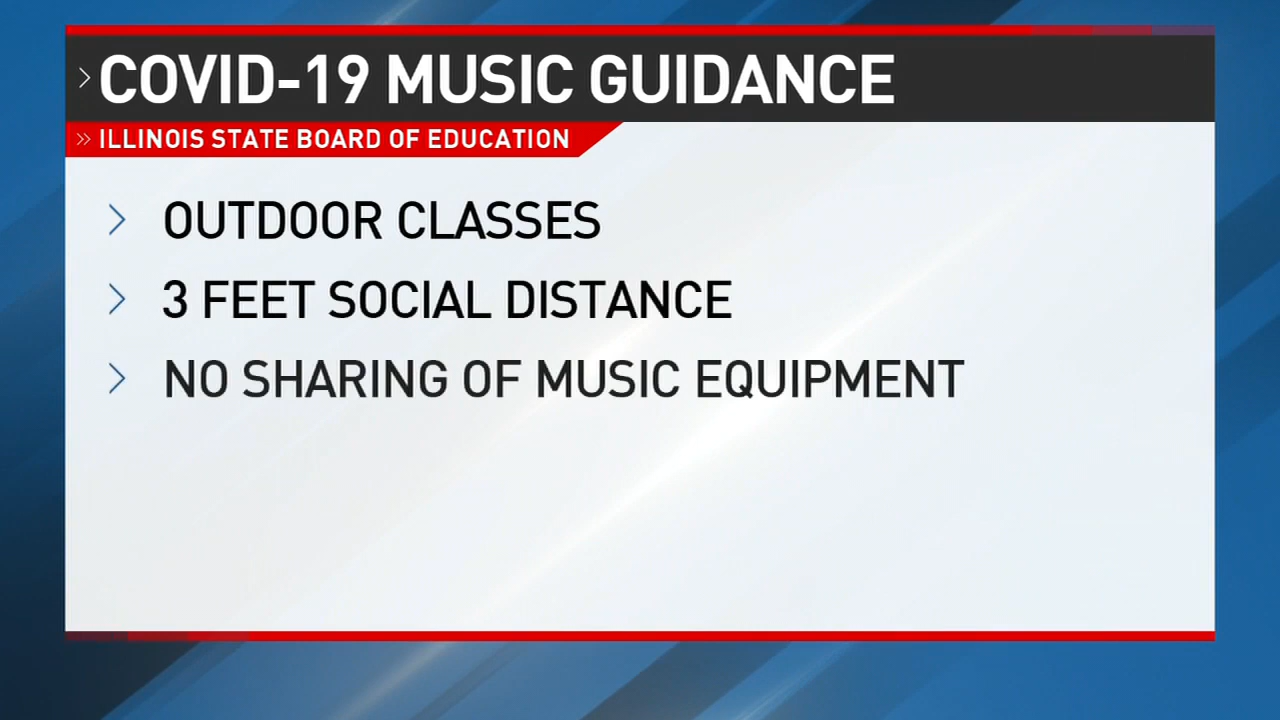 COVID-19 MUSIC GUIDANCE
ILLINOIS STATE BOARD OF EDUCATION
OUTDOOR CLASSES
3 FEET SOCIAL DISTANCE
NO SHARING OF MUSIC EQUIPMENT